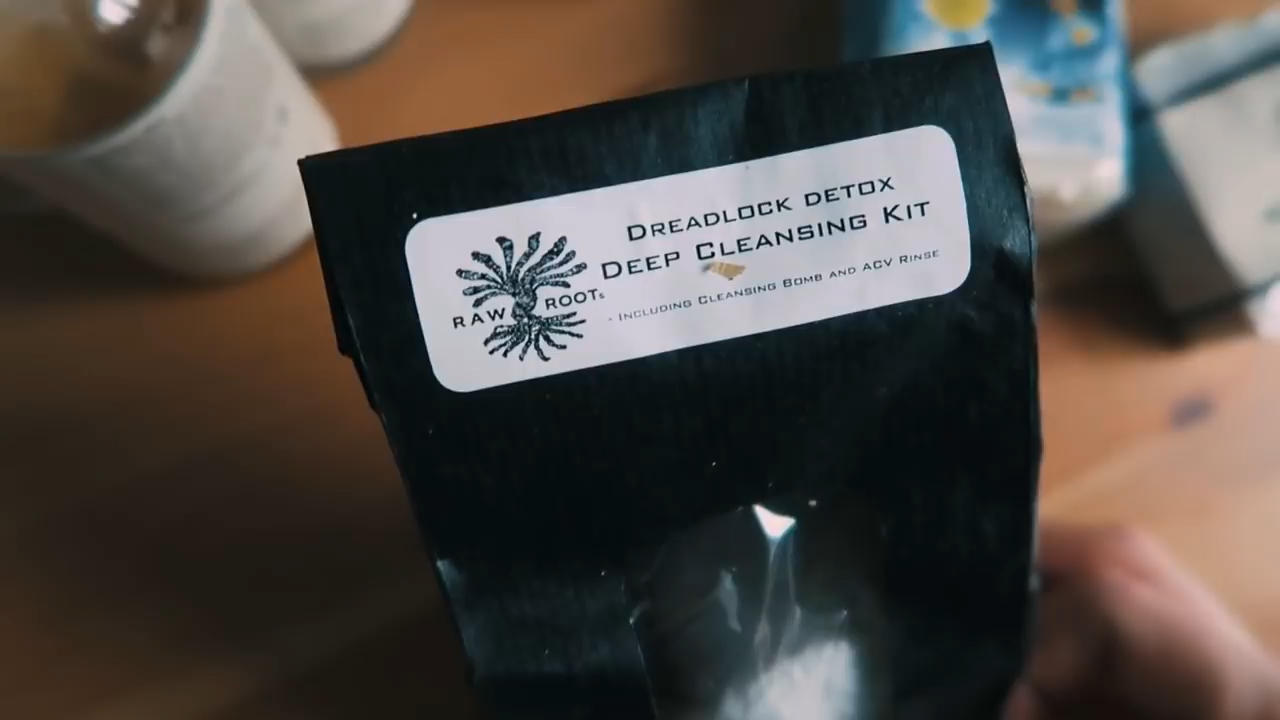 RAW ROOTs
Dreadlock detox
Deep Cleansing Kit
- Including Cleansing Bomb and ACV Rinse